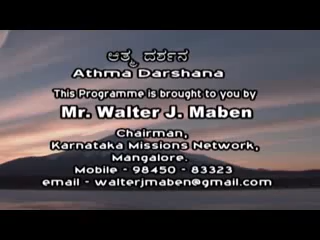 ಆತ್ಮ ದರ್ಶನ
Athma Darshana
This Programme is brought to you by
Mr. Walter J. Maben
Chairman,
Karnataka Missions Network,
Mangalore.
Mobile - 98450 - 83323
email - walterjmaben@gmail.com